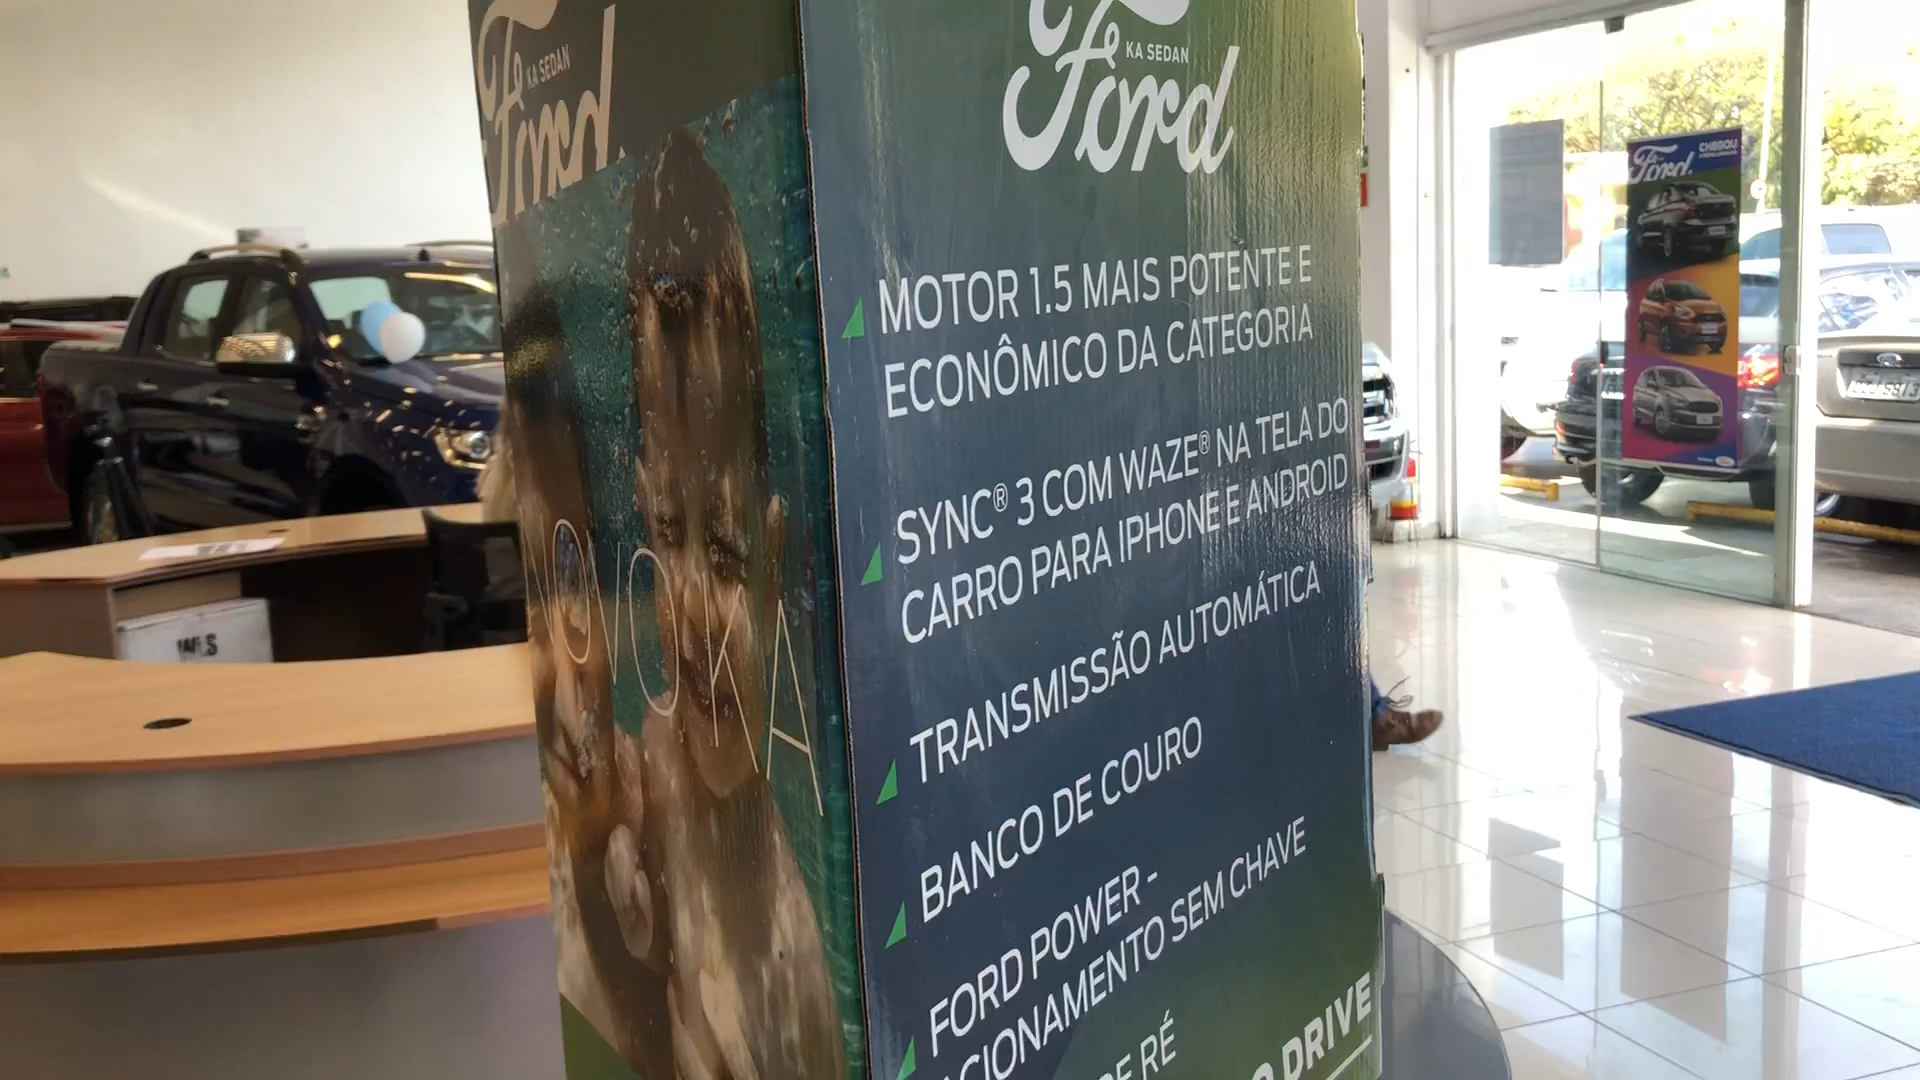 Ford
KA SEDAN
Ford
KA SEDAN
MOTOR 1.5 MAIS POTENTE E
ECONÔMICO DA CATEGORIA
SYNC® 3 COM WAZE® NA TELA DO
CARRO PARA IPHONE E ANDROID
TRANSMISSÃO AUTOMÁTICA
BANCO DE COURO
FORD POWER -
CIONAMENTO SEM CHAVE
DE RÉ
O DRIVE
NOVO KA
Ford
CHEGOU